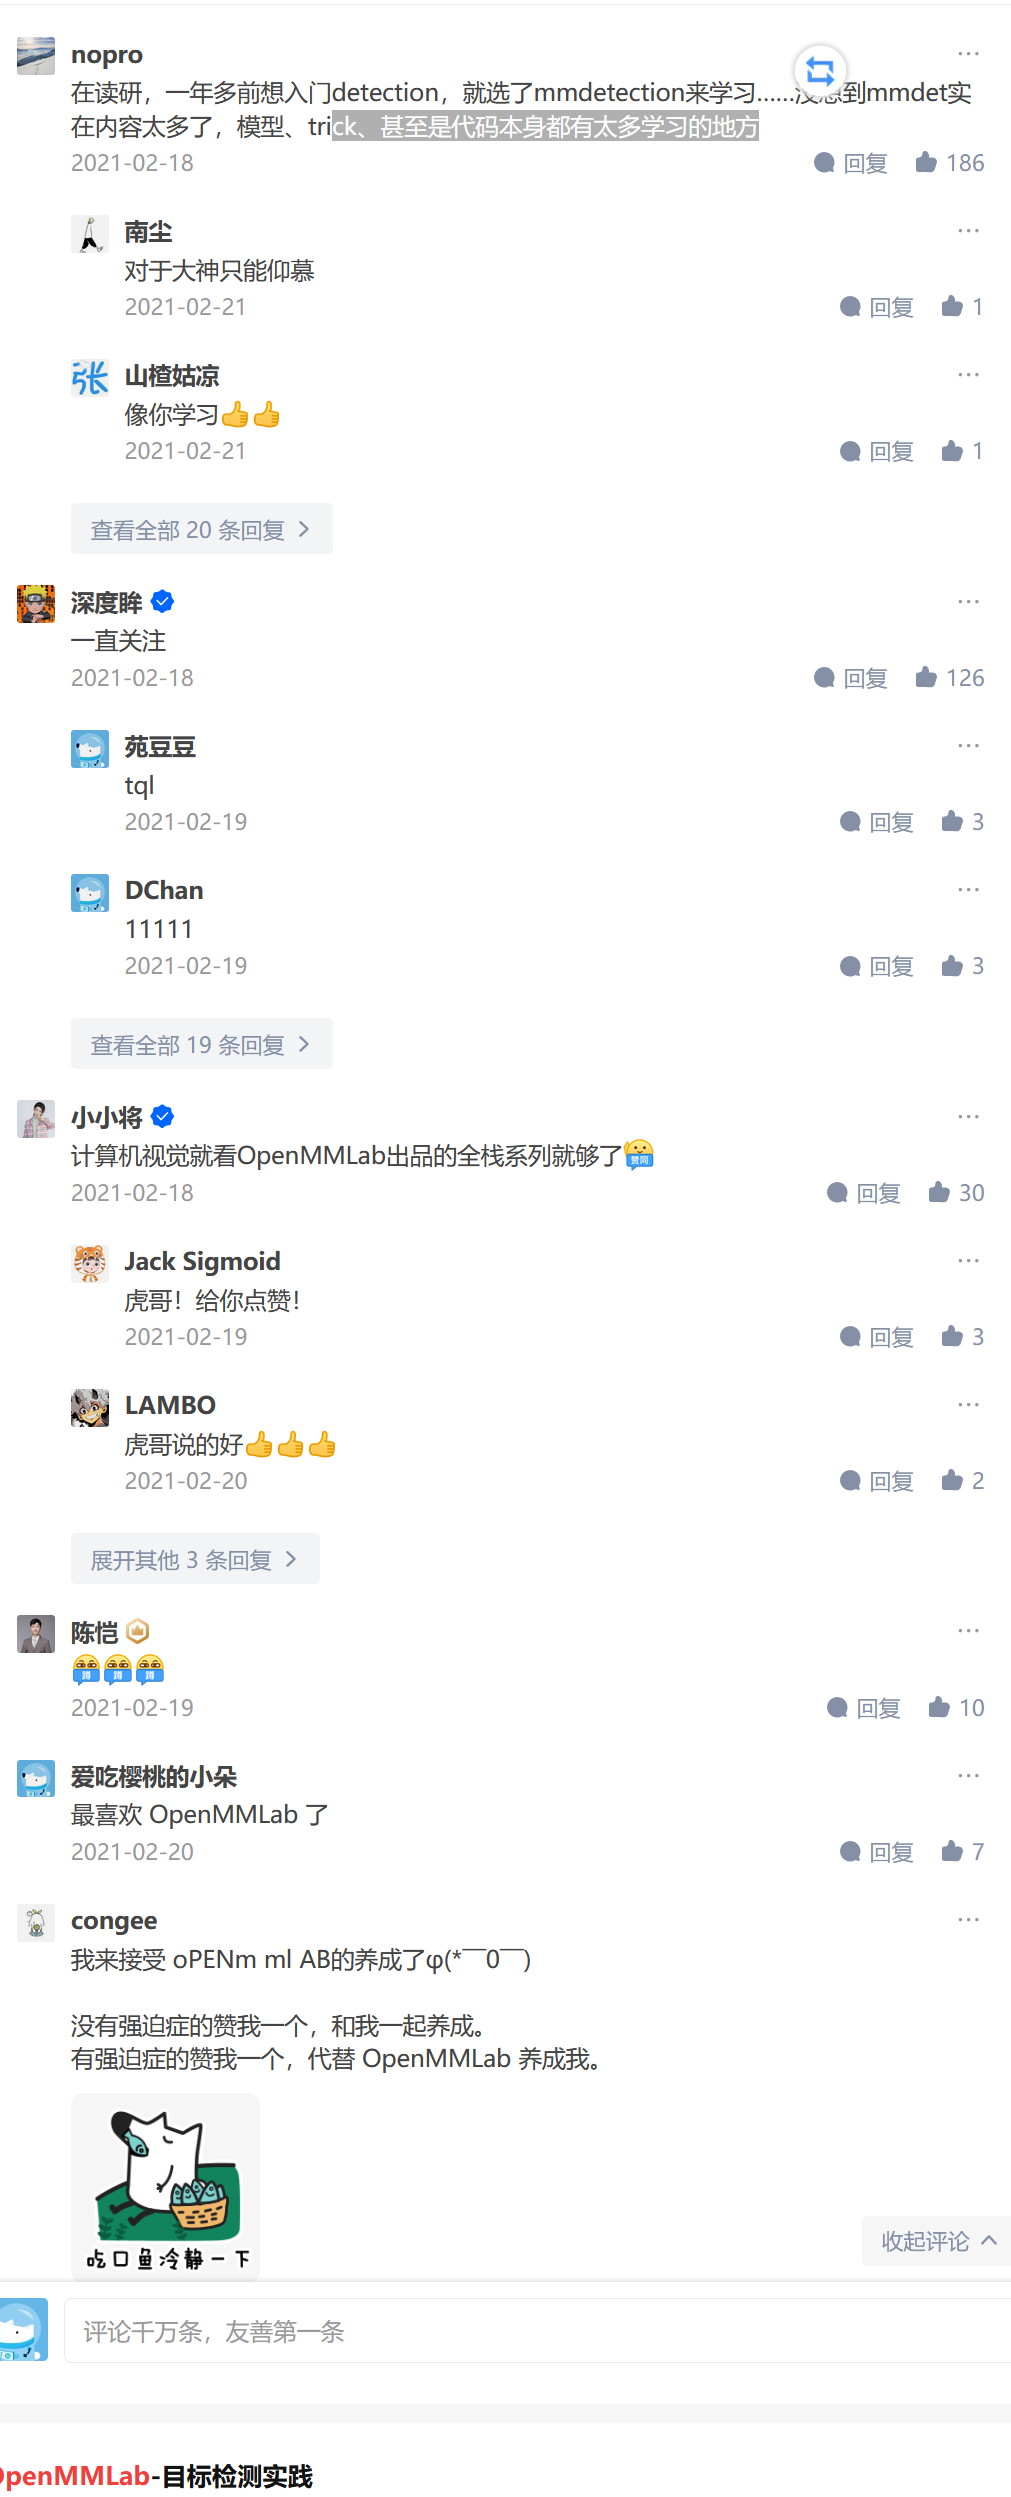 nopro
在读研，一年多前想入门detection，就选了mmdetection来学习......没想到mmdet实
在内容太多了，模型、trick、甚至是代码本身都有太多学习的地方
2021-02-18 回复 186
南尘
对于大神只能仰慕
2021-02-21 回复 1
张
山楂姑凉
像你学习👍👍
2021-02-21 回复 1
查看全部 20 条回复 >
深度眸
一直关注
2021-02-18 回复 126
苑豆豆
tql
2021-02-19 回复 3
DChan
11111
2021-02-19 回复 3
查看全部 19 条回复 >
小小将
计算机视觉就看OpenMMLab出品的全栈系列就够了 赞同
2021-02-18 回复 30
Jack Sigmoid
虎哥！给你点赞！
2021-02-19 回复 3
LAMBO
虎哥说的好👍👍👍
2021-02-20 回复 2
展开其他 3 条回复 >
陈恺
蹲 蹲 蹲
2021-02-19 回复 10
爱吃樱桃的小朵
最喜欢 OpenMMLab 了
2021-02-20 回复 7
congee
我来接受 oPENm ml AB的养成了φ(*￣0￣)
没有强迫症的赞我一个，和我一起养成。
有强迫症的赞我一个，代替 OpenMMLab 养成我。
吃口鱼冷静一下
收起评论
评论千万条，友善第一条
OpenMMLab-目标检测实践